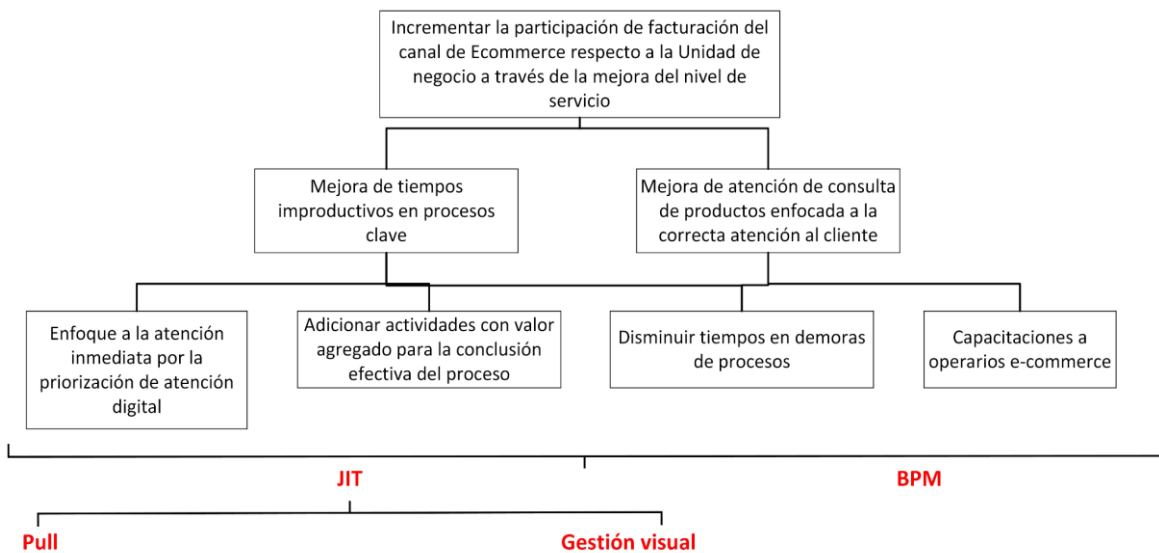 Incrementar la participación de facturación del
canal de Ecommerce respecto a la Unidad de
negocio a través de la mejora del nivel de
servicio
Mejora de tiempos
improductivos en procesos
clave
Mejora de atención de consulta
de productos enfocada a la
correcta atención al cliente
Enfoque a la atención
inmediata por la
priorización de atención
digital
Adicionar actividades con valor
agregado para la conclusión
efectiva del proceso
Disminuir tiempos en demoras
de procesos
Capacitaciones a
operarios e-commerce
JIT
BPM
Pull
Gestión visual